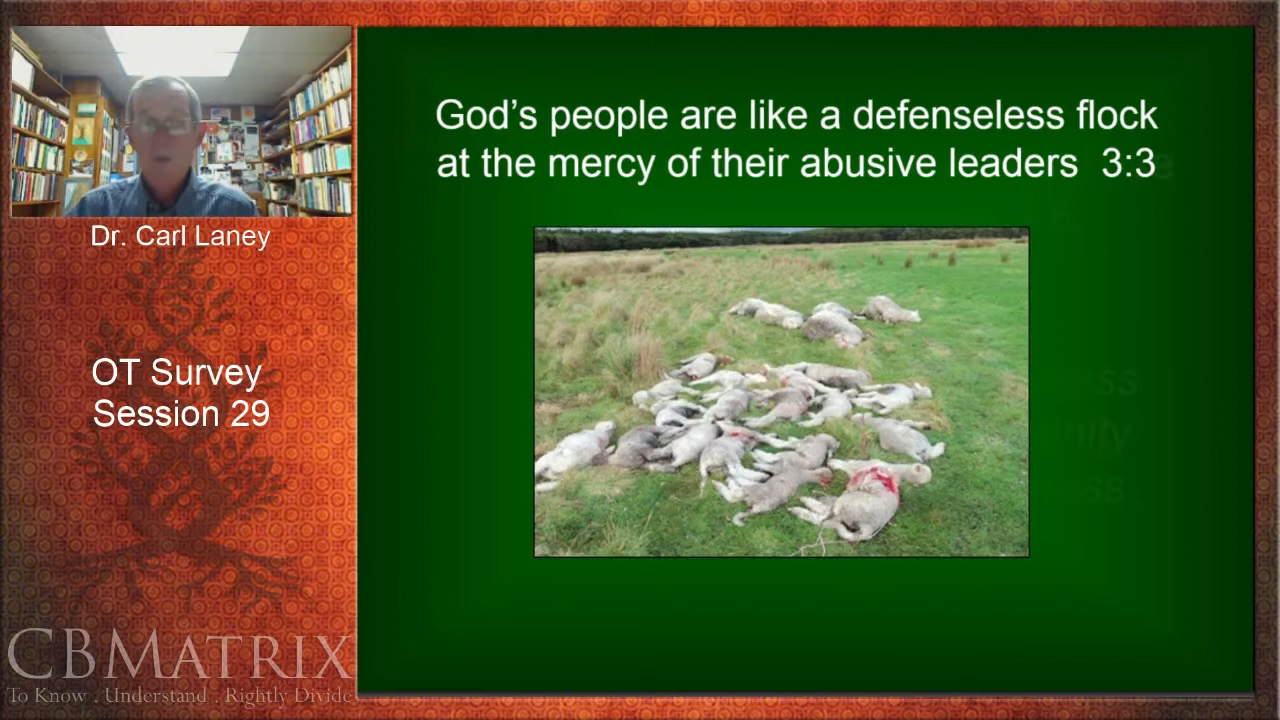 God's people are like a defenseless flock
at the mercy of their abusive leaders 3:3
Dr. Carl Laney
OT Survey
Session 29
CBMATRIX
To Know . Understand . Rightly Divide